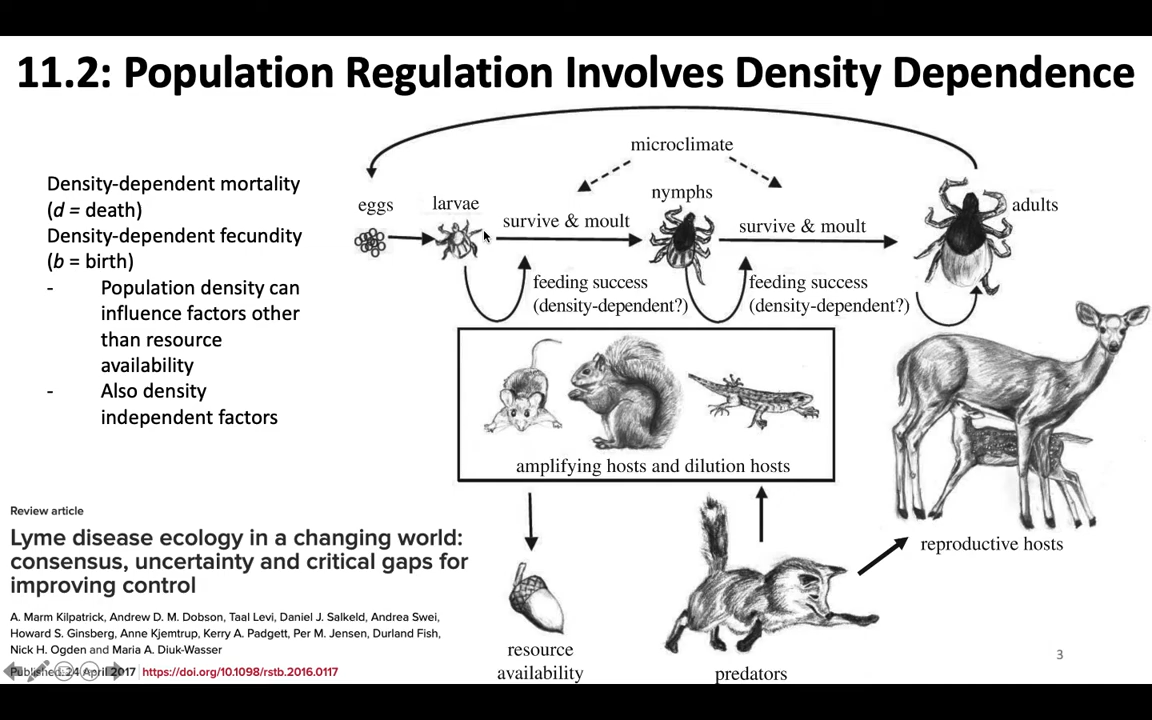 11.2: Population Regulation Involves Density Dependence
Density-dependent mortality
(d = death)
Density-dependent fecundity
(b = birth)
- Population density can
influence factors other
than resource
availability
- Also density
independent factors
microclimate
eggs
larvae
survive & moult
nymphs
survive & moult
adults
feeding success
(density-dependent?)
feeding success
(density-dependent?)
amplifying hosts and dilution hosts
reproductive hosts
resource
availability
predators
Review article
Lyme disease ecology in a changing world:
consensus, uncertainty and critical gaps for
improving control
A. Marm Kilpatrick, Andrew D. M. Dobson, Taal Levi, Daniel J. Salkeld, Andrea Swei,
Howard S. Ginsberg, Anne Kjemtrup, Kerry A. Padgett, Per M. Jensen, Durland Fish,
Nick H. Ogden and Maria A. Diuk-Wasser
Published: 24 April 2017 https://doi.org/10.1098/rstb.2016.0117
3